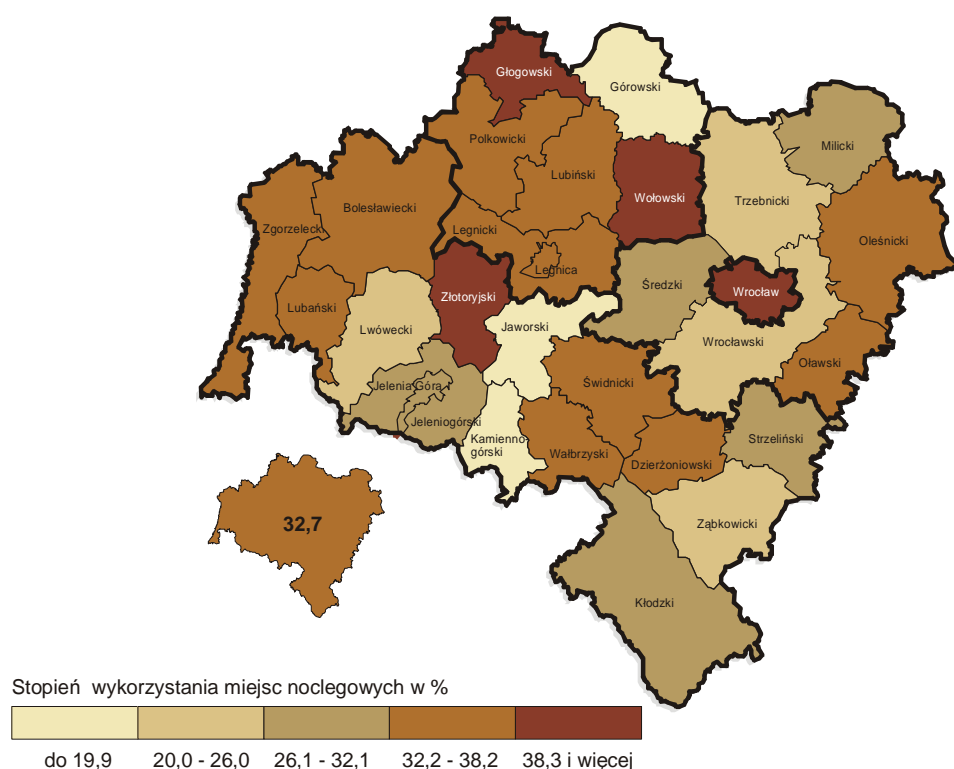 Głogowski
Górowski
Polkowicki
Milicki
Lubiński
Wołowski
Trzebnicki
Bolesławiecki
Zgorzelecki
Legnicki
Oleśnicki
Legnica
Średzki
Wrocław
Złotoryjski
Lubański
Lwówecki
Jaworski
Wrocławski
Oławski
Jelenia Góra
Świdnicki
Jeleniogórski
Kamienno-
górski
Strzeliński
Wałbrzyski
Dzierżoniowski
32,7
Ząbkowicki
Kłodzki
Stopień wykorzystania miejsc noclegowych w %
do 19,9 20,0 - 26,0 26,1 - 32,1 32,2 - 38,2 38,3 i więcej